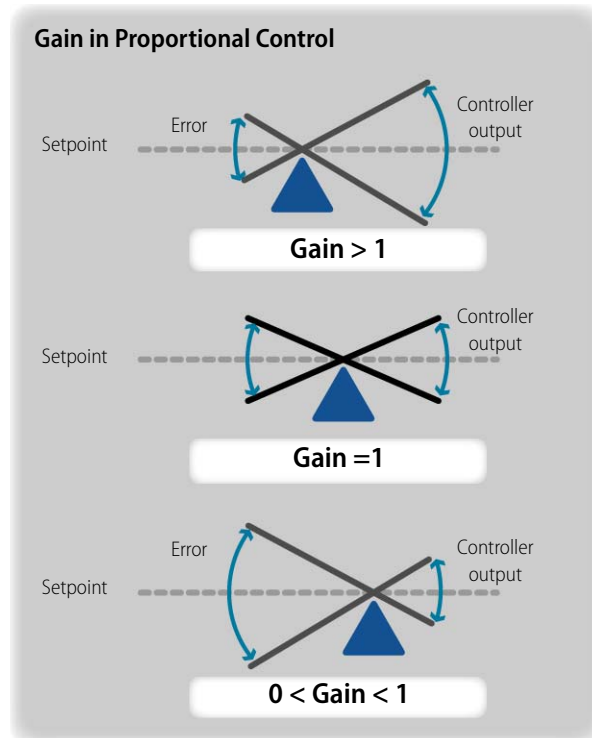 Gain in Proportional Control
Error
Controller
output
Setpoint
Gain > 1
Controller
output
Setpoint
Gain =1
Error
Controller
output
Setpoint
0 < Gain < 1